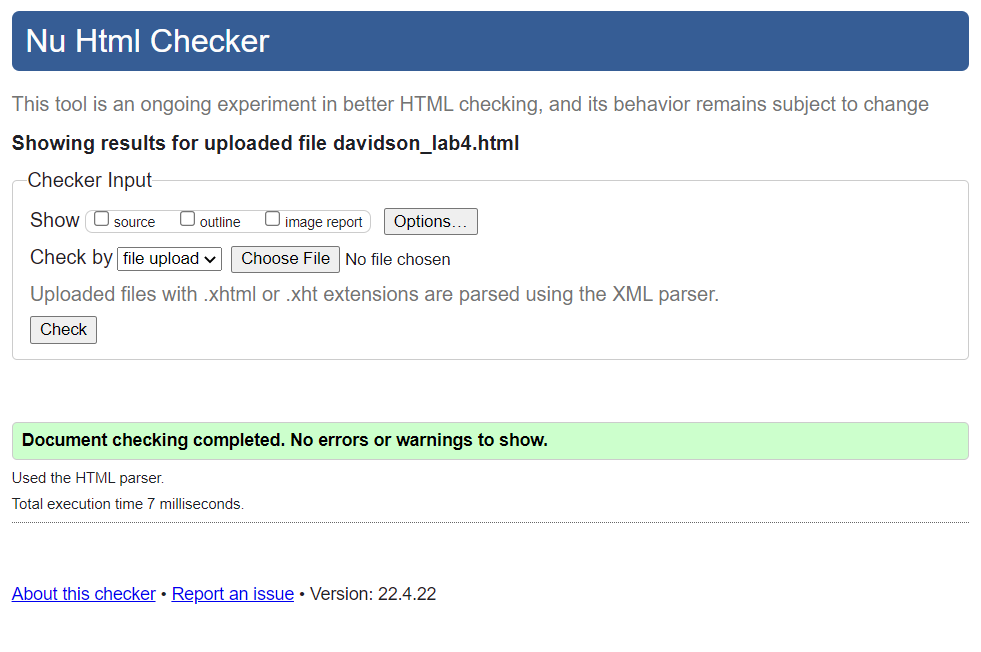 Nu Html Checker
This tool is an ongoing experiment in better HTML checking, and its behavior remains subject to change
Showing results for uploaded file davidson_lab4.html
Checker Input
Show source outline image report Options…
Check by file upload Choose File No file chosen
Uploaded files with .xhtml or .xht extensions are parsed using the XML parser.
Check
Document checking completed. No errors or warnings to show.
Used the HTML parser.
Total execution time 7 milliseconds.
About this checker • Report an issue • Version: 22.4.22